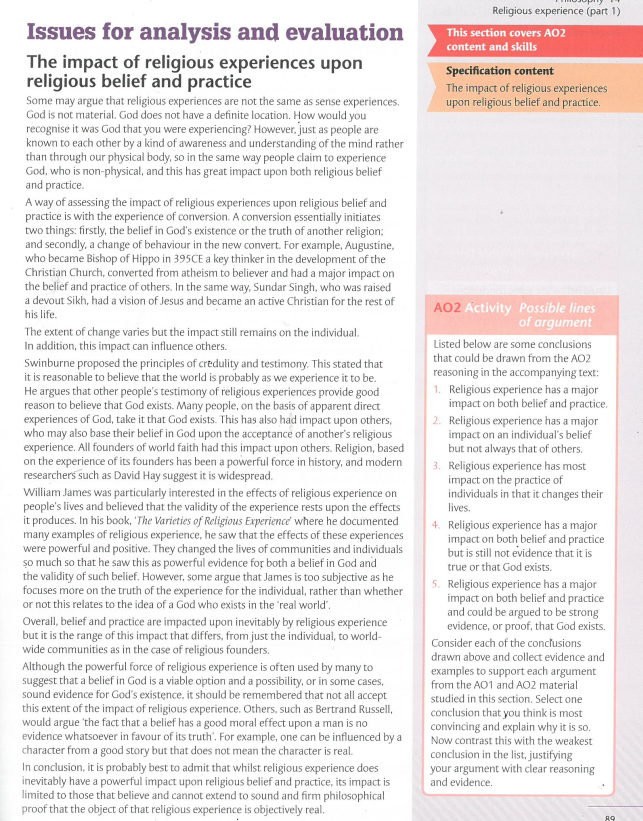 Religious experience (part 1)
Issues for analysis and evaluation
The impact of religious experiences upon
religious belief and practice
Some may argue that religious experiences are not the same as sense experiences.
God is not material. God does not have a definite location. How would you
recognise it was God that you were experiencing? However, just as people are
known to each other by a kind of awareness and understanding of the mind rather
than through our physical body, so in the same way people claim to experience
God, who is non-physical, and this has great impact upon both religious belief
and practice.
A way of assessing the impact of religious experiences upon religious belief and
practice is with the experience of conversion. A conversion essentially initiates
two things: firstly, the belief in God's existence or the truth of another religion;
and secondly, a change of behaviour in the new convert. For example, Augustine,
who became Bishop of Hippo in 395CE a key thinker in the development of the
Christian Church, converted from atheism to believer and had a major impact on
the belief and practice of others. In the same way, Sundar Singh, who was raised
a devout Sikh, had a vision of Jesus and became an active Christian for the rest of
his life.
The extent of change varies but the impact still remains on the individual.
In addition, this impact can influence others.
Swinburne proposed the principles of credulity and testimony. This stated that
it is reasonable to believe that the world is probably as we experience it to be.
He argues that other people's testimony of religious experiences provide good
reason to believe that God exists. Many people, on the basis of apparent direct
experiences of God, take it that God exists. This has also had impact upon others,
who may also base their belief in God upon the acceptance of another's religious
experience. All founders of world faith had this impact upon others. Religion, based
on the experience of its founders has been a powerful force in history, and modern
researchers such as David Hay suggest it is widespread.
William James was particularly interested in the effects of religious experience on
people's lives and believed that the validity of the experience rests upon the effects
it produces. In his book, 'The Varieties of Religious Experience' where he documented
many examples of religious experience, he saw that the effects of these experiences
were powerful and positive. They changed the lives of communities and individuals
so much so that he saw this as powerful evidence for both a belief in God and
the validity of such belief. However, some argue that James is too subjective as he
focuses more on the truth of the experience for the individual, rather than whether
or not this relates to the idea of a God who exists in the 'real world'.
Overall, belief and practice are impacted upon inevitably by religious experience
but it is the range of this impact that differs, from just the individual, to world-
wide communities as in the case of religious founders.
Although the powerful force of religious experience is often used by many to
suggest that a belief in God is a viable option and a possibility, or in some cases,
sound evidence for God's existence, it should be remembered that not all accept
this extent of the impact of religious experience. Others, such as Bertrand Russell,
would argue 'the fact that a belief has a good moral effect upon a man is no
evidence whatsoever in favour of its truth'. For example, one can be influenced by a
character from a good story but that does not mean the character is real.
In conclusion, it is probably best to admit that whilst religious experience does
inevitably have a powerful impact upon religious belief and practice, its impact is
limited to those that believe and cannot extend to sound and firm philosophical
proof that the object of that religious experience is objectively real.
This section covers AO2
content and skills
Specification content
The impact of religious experiences
upon religious belief and practice.
AO2 Activity Possible lines
of argument
Listed below are some conclusions
that could be drawn from the AO2
reasoning in the accompanying text:
1. Religious experience has a major
impact on both belief and practice.
2. Religious experience has a major
impact on an individual's belief
but not always that of others.
3. Religious experience has most
impact on the practice of
individuals in that it changes their
lives.
4. Religious experience has a major
impact on both belief and practice
but is still not evidence that it is
true or that God exists.
5. Religious experience has a major
impact on both belief and practice
and could be argued to be strong
evidence, or proof, that God exists.
Consider each of the conclusions
drawn above and collect evidence and
examples to support each argument
from the AO1 and AO2 material
studied in this section. Select one
conclusion that you think is most
convincing and explain why it is so.
Now contrast this with the weakest
conclusion in the list, justifying
your argument with clear reasoning
and evidence.
89